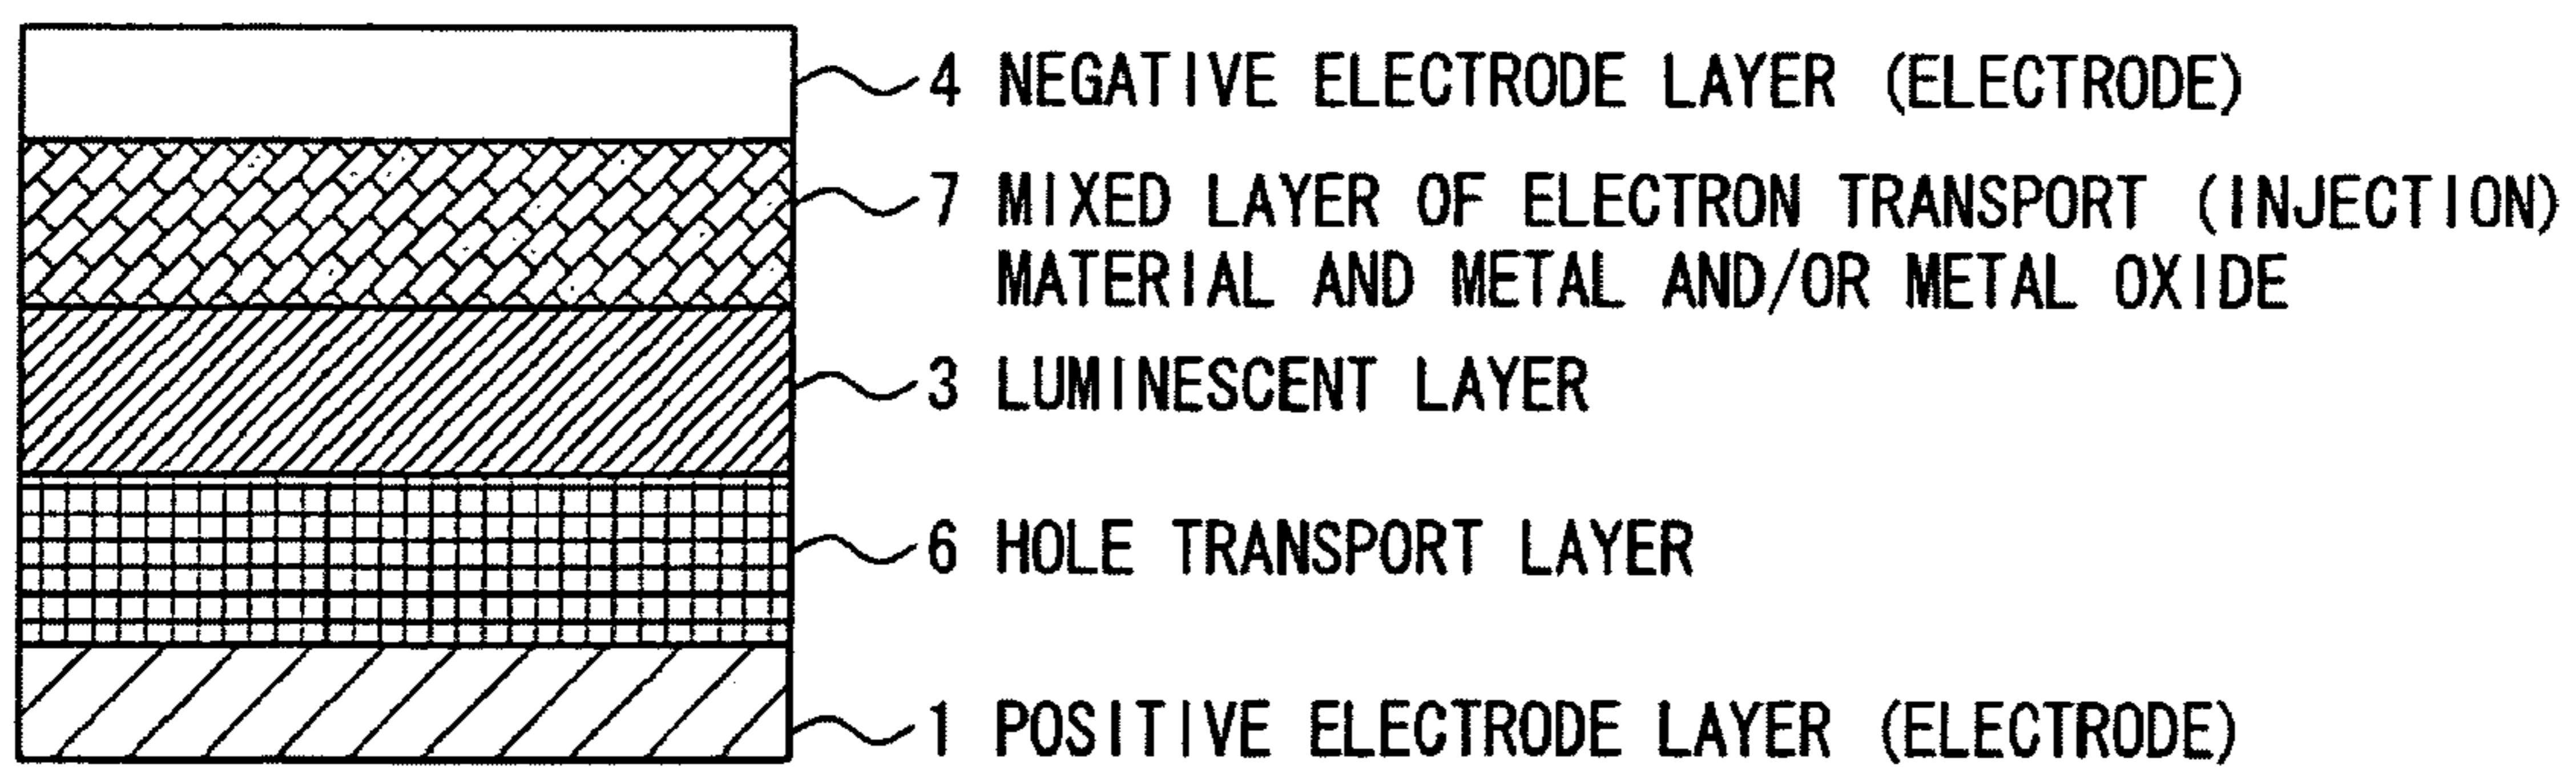 4 NEGATIVE ELECTRODE LAYER (ELECTRODE)
7 MIXED LAYER OF ELECTRON TRANSPORT (INJECTION)
MATERIAL AND METAL AND/OR METAL OXIDE
3 LUMINESCENT LAYER
6 HOLE TRANSPORT LAYER
1 POSITIVE ELECTRODE LAYER (ELECTRODE)